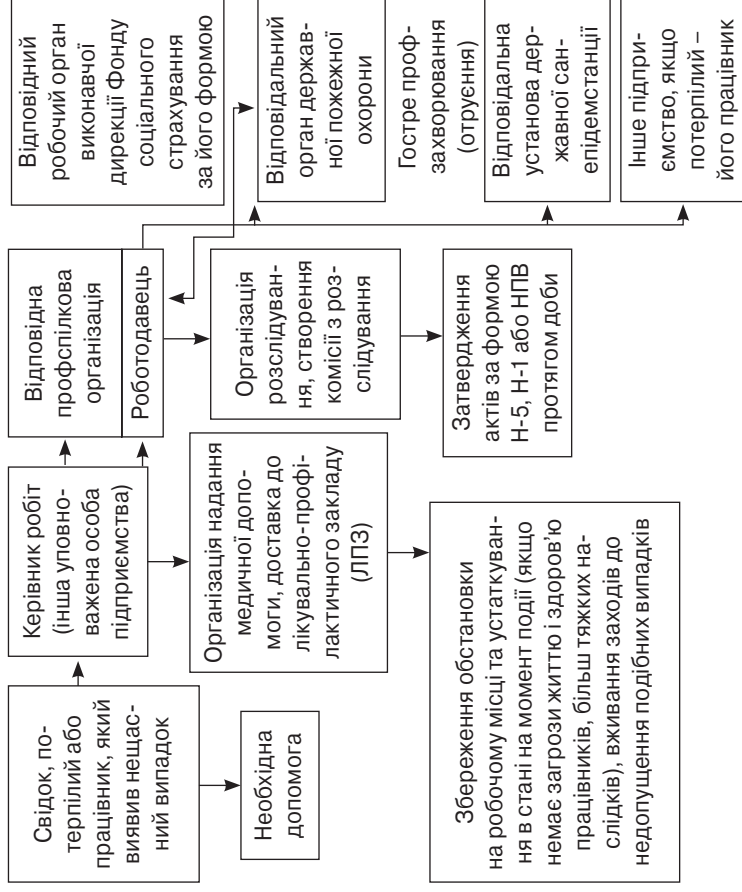 Свідок, по-
терпілий або
працівник, який
виявив нещас-
ний випадок
Необхідна
допомога
Керівник робіт
(інша уповно-
важена особа
підприємства)
Організація надання
медичної допо-
моги, доставка до
лікувально-профі-
лактичного закладу
(ЛПЗ)
Збереження обстановки
на робочому місці та устаткуван-
ня в стані на момент події (якщо
немає загрози життю і здоров’ю
працівників, більш тяжких на-
слідків), вживання заходів до
недопущення подібних випадків
Відповідна
профспілкова
організація
Роботодавець
Організація
розслідуван-
ня, створення
комісії з роз-
слідування
Затвердження
актів за формою
Н-5, Н-1 або НПВ
протягом доби
Відповідний
робочий орган
виконавчої
дирекції Фонду
соціального
страхування
за його формою
Відповідальний
орган держав-
ної пожежної
охорони
Гостре проф-
захворювання
(отруєння)
Відповідальна
установа дер-
жавної сан-
епідемстанції
Інше підпри-
ємство, якщо
потерпілий –
його працівник